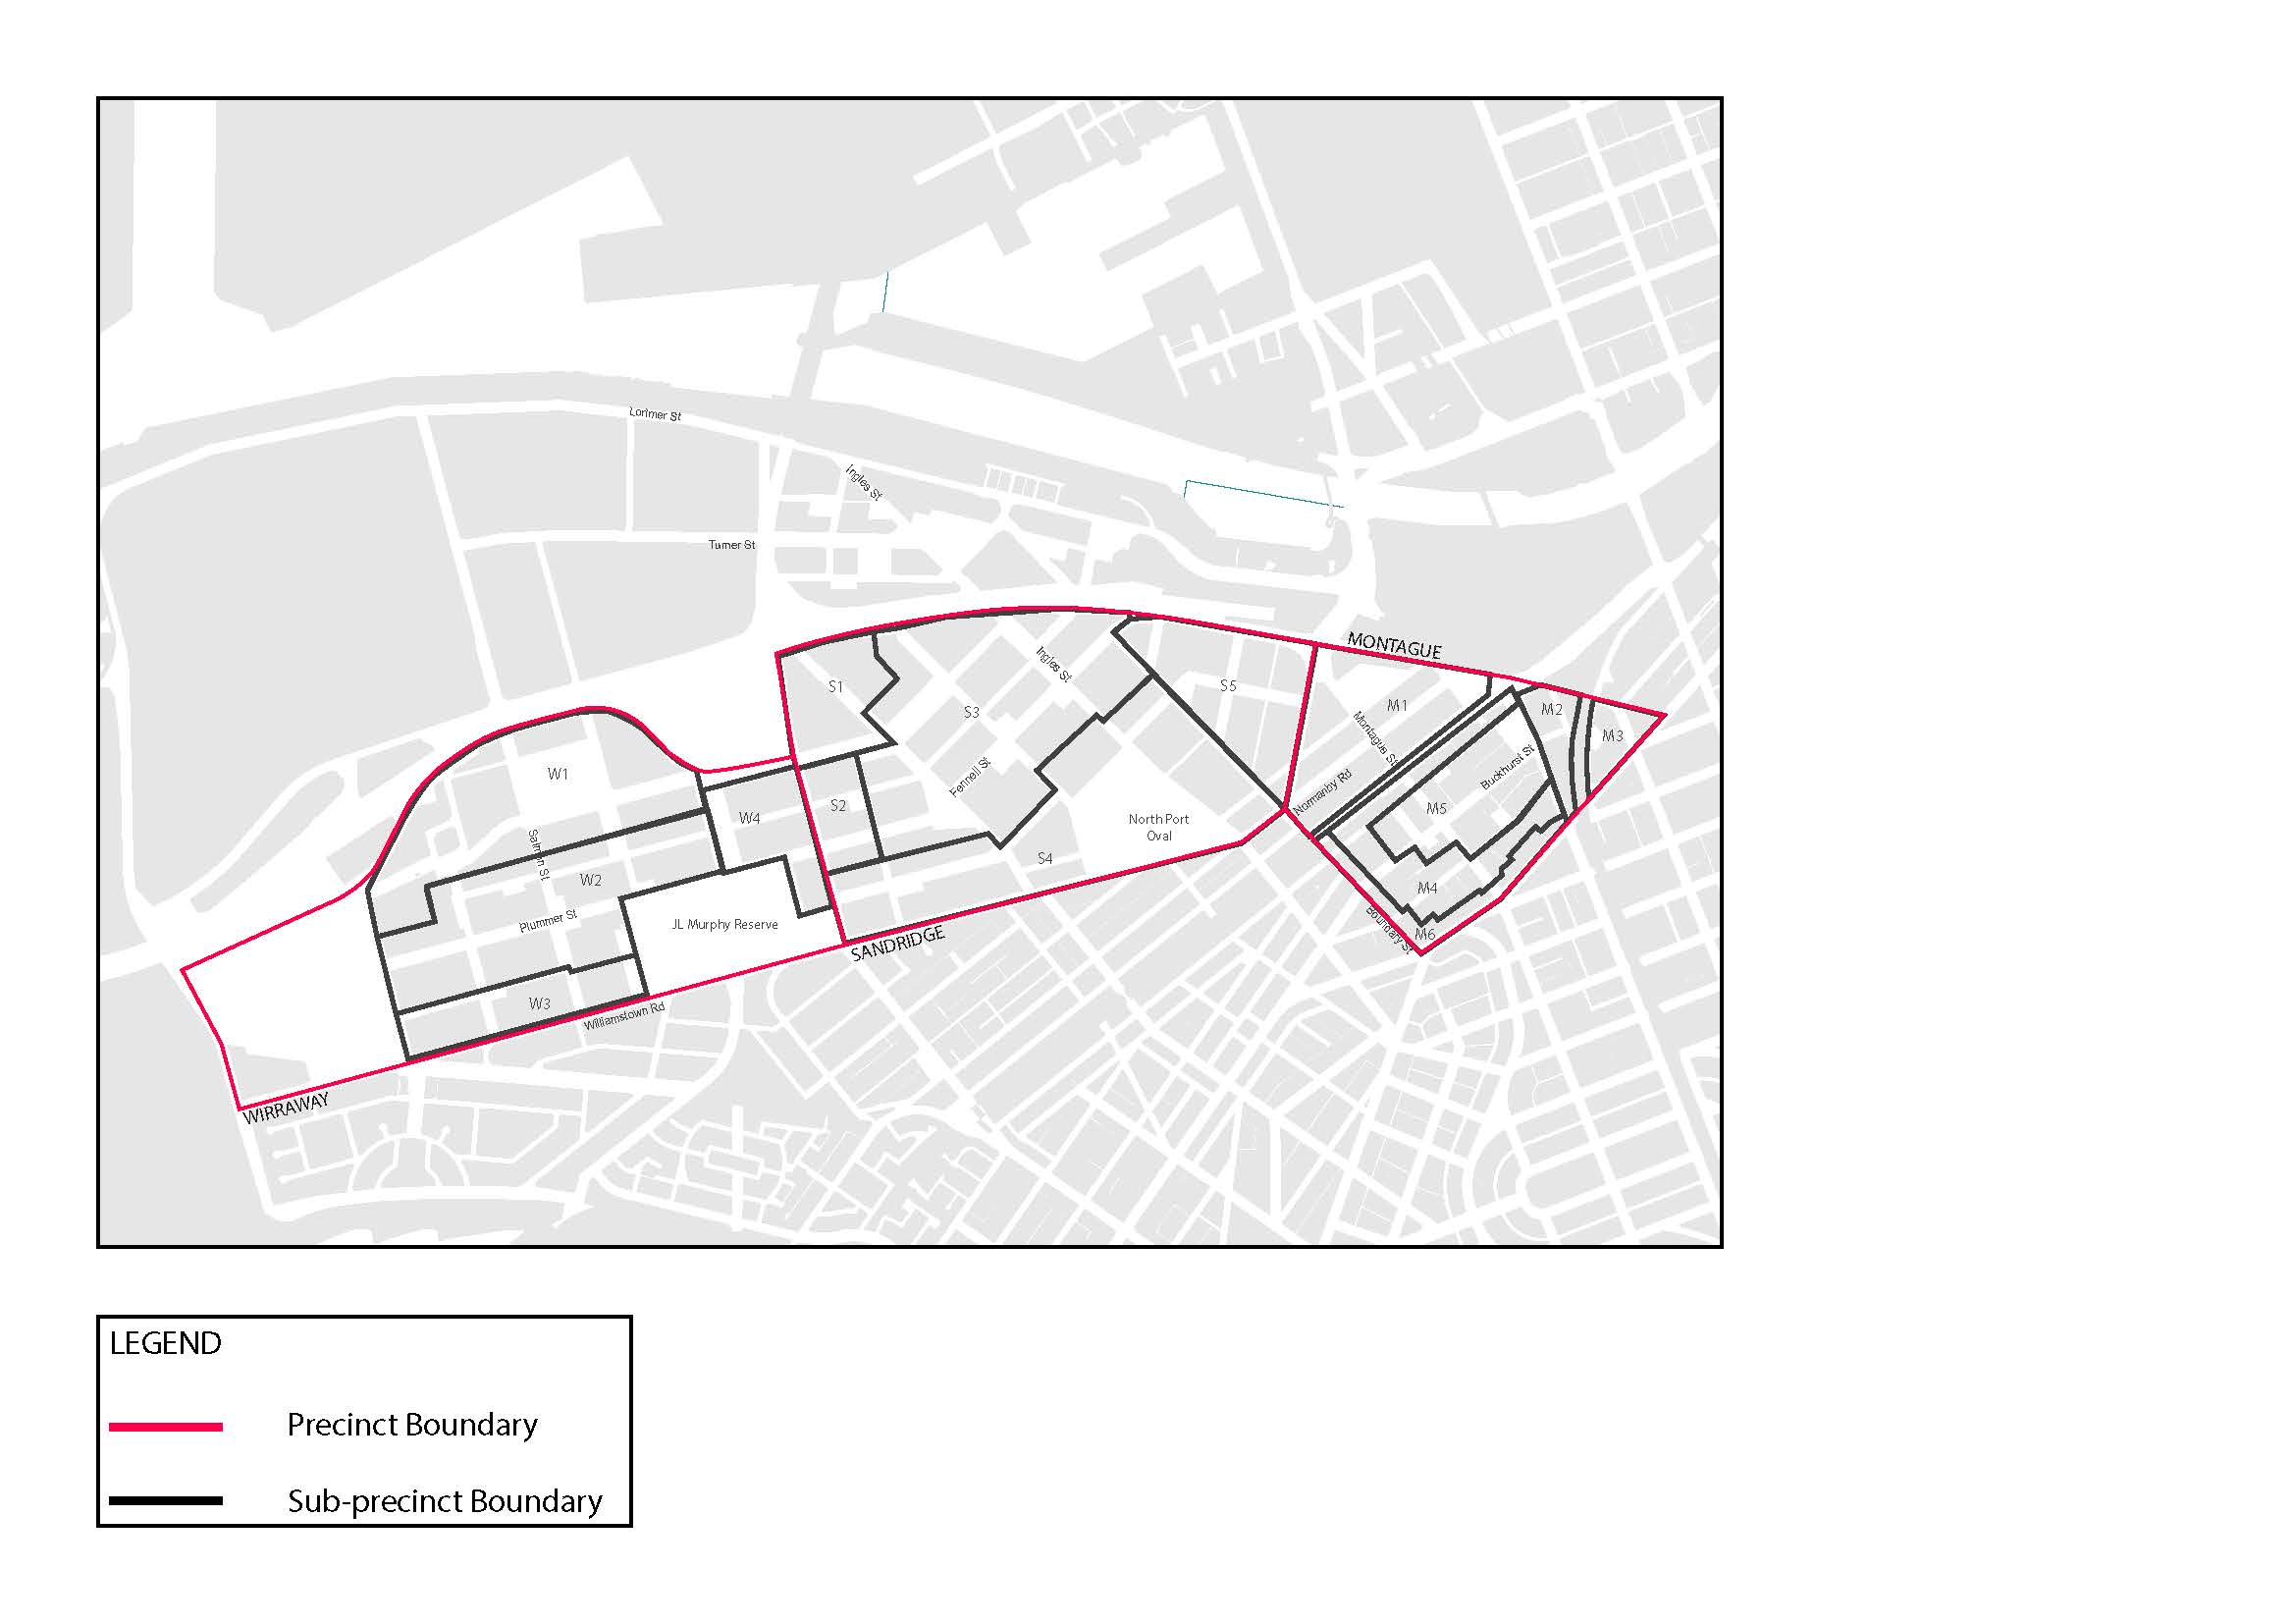 Lorimer St
Ingles St
Turner St
MONTAGUE
Ingles St
S1
S5
S3
M1
M2
Montague St
M3
W1
Fennell St
Buckhurst St
Normanby Rd
S2
M5
W4
North Port
Oval
Salmon St
S4
W2
M4
Plummer St
JL Murphy Reserve
Boundary St
M6
SANDRIDGE
W3
Williamstown Rd
WIRRAWAY
LEGEND
Precinct Boundary
Sub-precinct Boundary